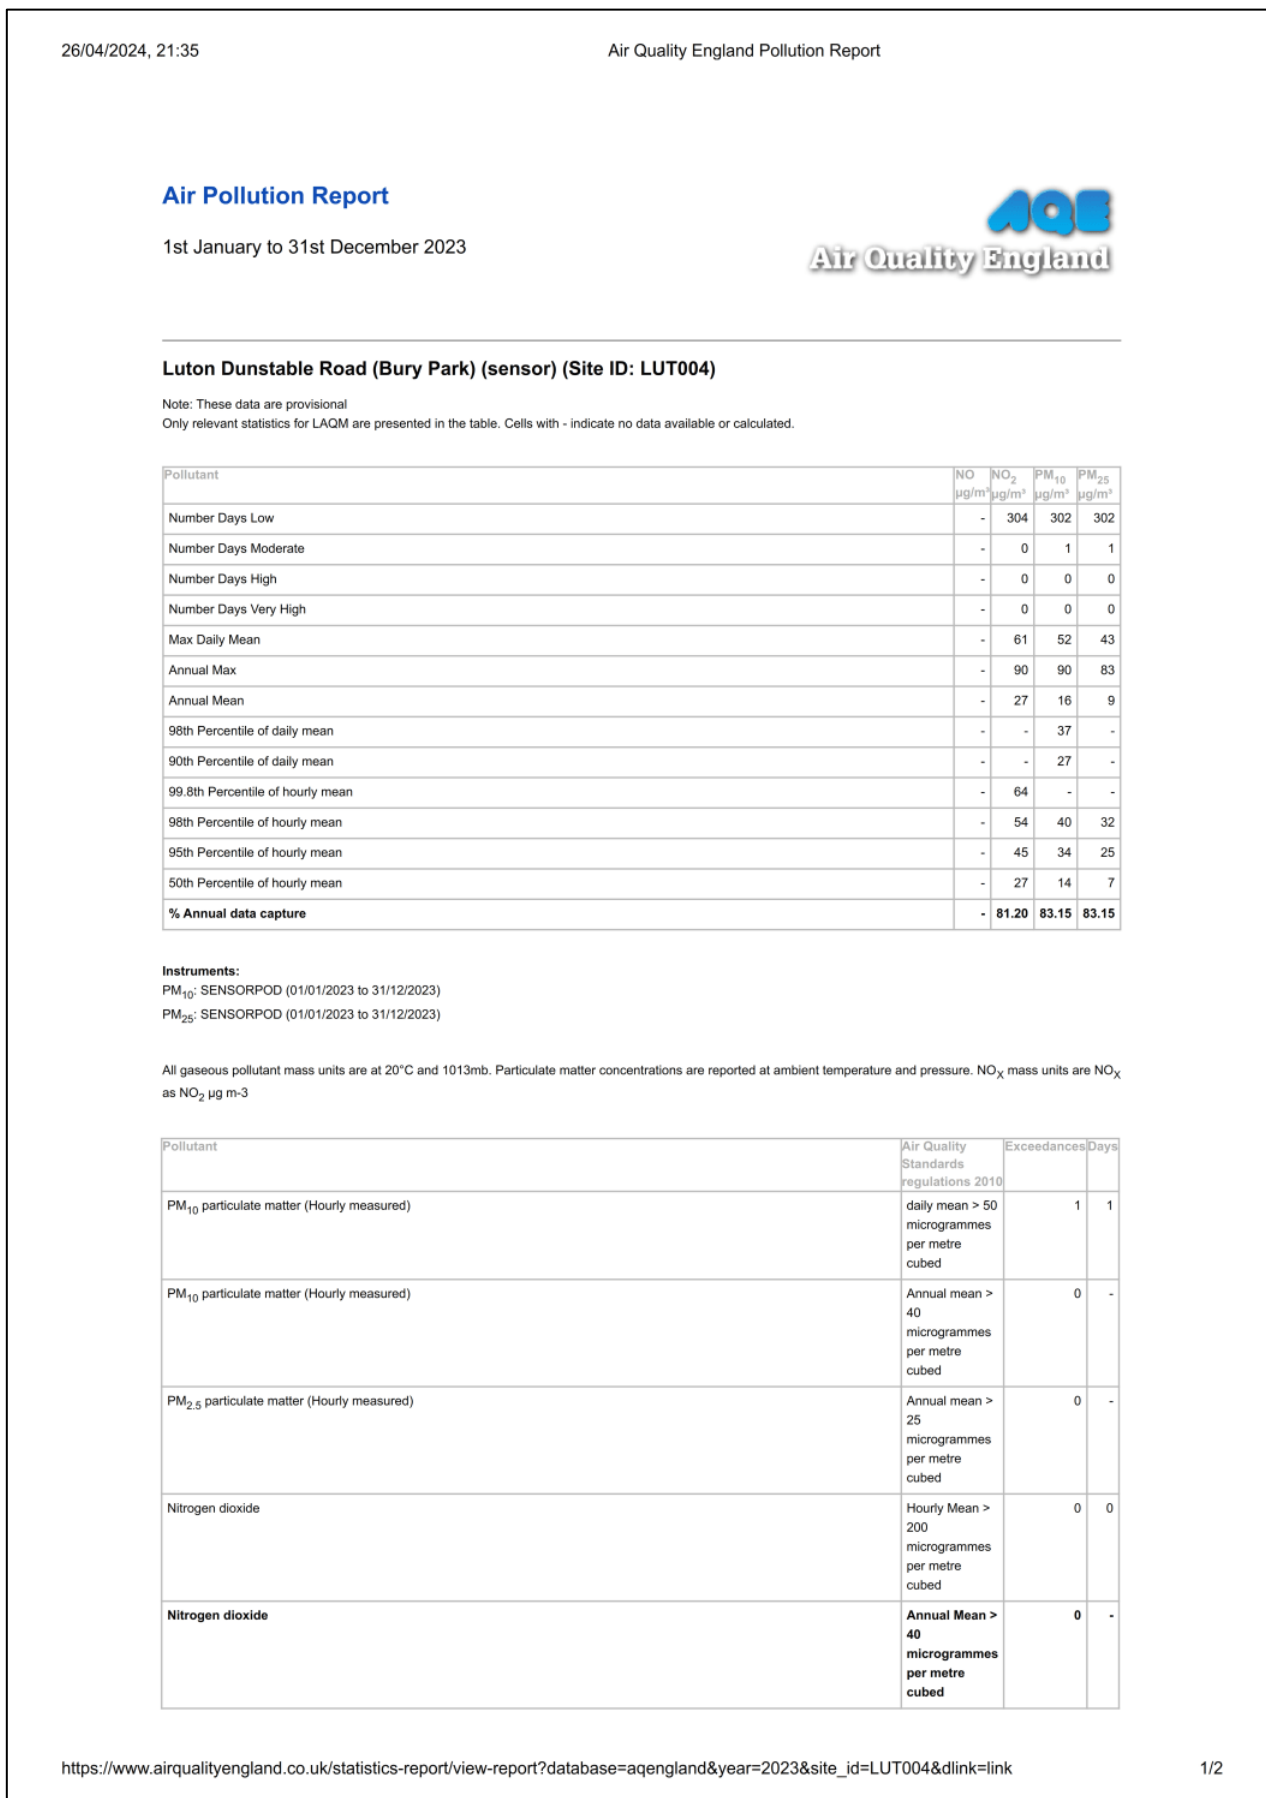 26/04/2024, 21:35 Air Quality England Pollution Report
Air Pollution Report
1st January to 31st December 2023
AQE
Air Quality England
Luton Dunstable Road (Bury Park) (sensor) (Site ID: LUT004)
Note: These data are provisional
Only relevant statistics for LAQM are presented in the table. Cells with - indicate no data available or calculated.
Pollutant NO NO2 PM10 PM25
µg/m³ µg/m³ µg/m³ µg/m³
Number Days Low - 304 302 302
Number Days Moderate - 0 1 1
Number Days High - 0 0 0
Number Days Very High - 0 0 0
Max Daily Mean - 61 52 43
Annual Max - 90 90 83
Annual Mean - 27 16 9
98th Percentile of daily mean - - 37 -
90th Percentile of daily mean - - 27 -
99.8th Percentile of hourly mean - 64 - -
98th Percentile of hourly mean - 54 40 32
95th Percentile of hourly mean - 45 34 25
50th Percentile of hourly mean - 27 14 7
% Annual data capture - 81.20 83.15 83.15
Instruments:
PM10: SENSORPOD (01/01/2023 to 31/12/2023)
PM25: SENSORPOD (01/01/2023 to 31/12/2023)
All gaseous pollutant mass units are at 20°C and 1013mb. Particulate matter concentrations are reported at ambient temperature and pressure. NOX mass units are NOX
as NO2 µg m-3
Pollutant Air Quality Exceedances Days
Standards
regulations 2010
PM10 particulate matter (Hourly measured) daily mean > 50 1 1
microgrammes
per metre
cubed
PM10 particulate matter (Hourly measured) Annual mean > 0 -
40
microgrammes
per metre
cubed
PM2.5 particulate matter (Hourly measured) Annual mean > 0 -
25
microgrammes
per metre
cubed
Nitrogen dioxide Hourly Mean > 0 0
200
microgrammes
per metre
cubed
Nitrogen dioxide Annual Mean > 0 -
40
microgrammes
per metre
cubed
https://www.airqualityengland.co.uk/statistics-report/view-report?database=aqengland&year=2023&site_id=LUT004&dlink=link 1/2